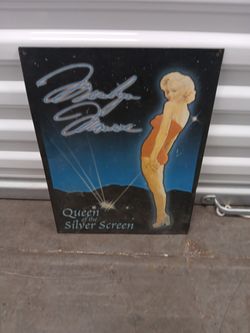 Marilyn
Monroe
Queen
of the
Silver Screen